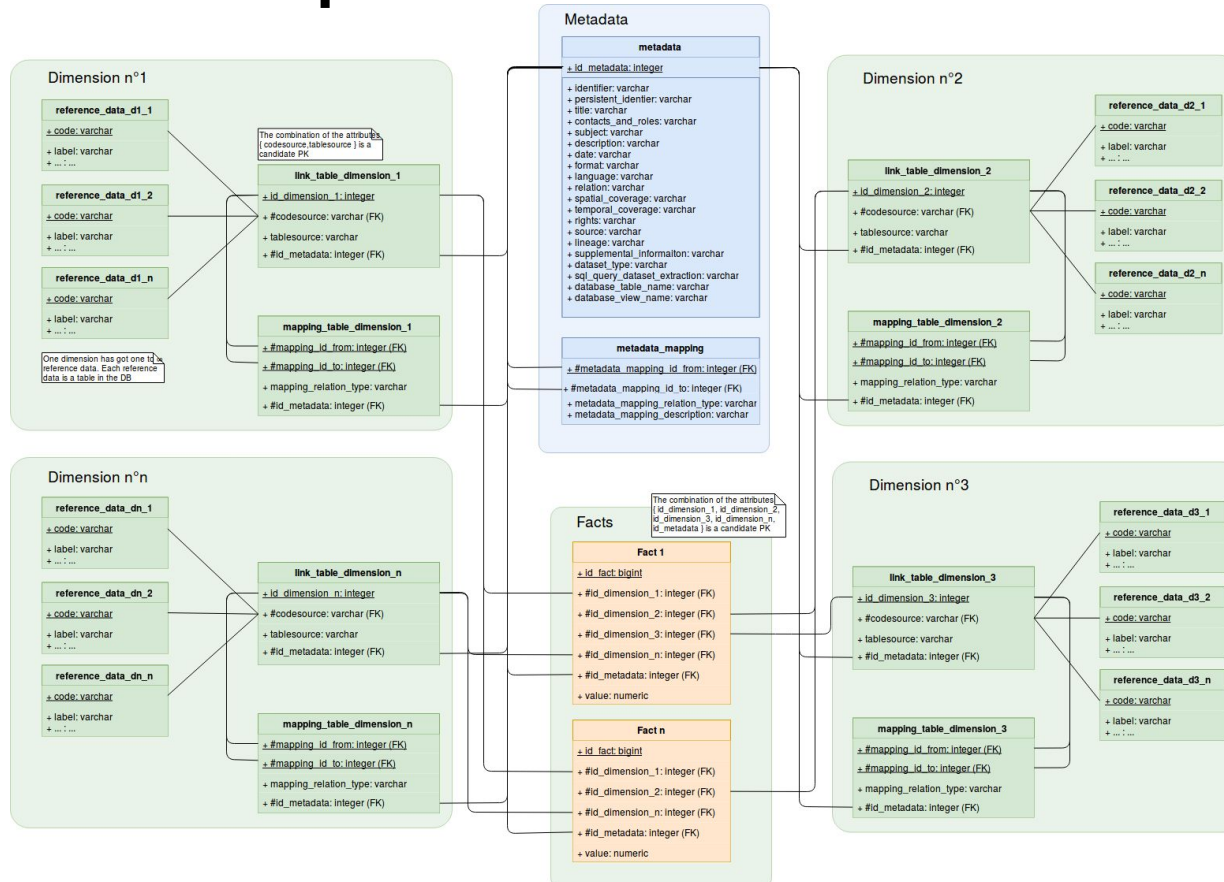 Metadata
metadata
+ id_metadata: integer
+ identifier: varchar
+ persistent_identier: varchar
+ title: varchar
+ contacts_and_roles: varchar
+ subject: varchar
+ description: varchar
+ date: varchar
+ format: varchar
+ language: varchar
+ relation: varchar
+ spatial_coverage: varchar
+ temporal_coverage: varchar
+ rights: varchar
+ source: varchar
+ lineage: varchar
+ supplemental_informaiton: varchar
+ dataset_type: varchar
+ sql_query_dataset_extraction: varchar
+ database_table_name: varchar
+ database_view_name: varchar
metadata_mapping
+ #metadata_mapping_id_from: integer (FK)
+ #metadata_mapping_id_to: integer (FK)
+ metadata_mapping_relation_type: varchar
+ metadata_mapping_description: varchar
Dimension n°1
reference_data_d1_1
+ code: varchar
+ label: varchar
+ ... : ...
reference_data_d1_2
+ code: varchar
+ label: varchar
+ ... : ...
reference_data_d1_n
+ code: varchar
+ label: varchar
+ ... : ...
One dimension has got one to
reference data. Each reference
data is a table in the DB
The combination of the attributes
{ codesource,tablesource } is a
candidate PK
link_table_dimension_1
+ id_dimension_1: integer
+ #codesource: varchar (FK)
+ tablesource: varchar
+ #id_metadata: integer (FK)
mapping_table_dimension_1
+ #mapping_id_from: integer (FK)
+ #mapping_id_to: integer (FK)
+ mapping_relation_type: varchar
+ #id_metadata: integer (FK)
Dimension n°2
link_table_dimension_2
+ id_dimension_2: integer
+ #codesource: varchar (FK)
+ tablesource: varchar
+ #id_metadata: integer (FK)
mapping_table_dimension_2
+ #mapping_id_from: integer (FK)
+ #mapping_id_to: integer (FK)
+ mapping_relation_type: varchar
+ #id_metadata: integer (FK)
reference_data_d2_1
+ code: varchar
+ label: varchar
+ ... : ...
reference_data_d2_2
+ code: varchar
+ label: varchar
+ ... : ...
reference_data_d2_n
+ code: varchar
+ label: varchar
+ ... : ...
Dimension n°n
reference_data_dn_1
+ code: varchar
+ label: varchar
+ ... : ...
reference_data_dn_2
+ code: varchar
+ label: varchar
+ ... : ...
reference_data_dn_n
+ code: varchar
+ label: varchar
+ ... : ...
link_table_dimension_n
+ id_dimension_n: integer
+ #codesource: varchar (FK)
+ tablesource: varchar
+ #id_metadata: integer (FK)
mapping_table_dimension_n
+ #mapping_id_from: integer (FK)
+ #mapping_id_to: integer (FK)
+ mapping_relation_type: varchar
+ #id_metadata: integer (FK)
Facts
The combination of the attributes
{ id_dimension_1, id_dimension_2,
id_dimension_3, id_dimension_n,
id_metadata } is a candidate PK
Fact 1
+ id_fact: bigint
+ #id_dimension_1: integer (FK)
+ #id_dimension_2: integer (FK)
+ #id_dimension_3: integer (FK)
+ #id_dimension_n: integer (FK)
+ #id_metadata: integer (FK)
+ value: numeric
Fact n
+ id_fact: bigint
+ #id_dimension_1: integer (FK)
+ #id_dimension_2: integer (FK)
+ #id_dimension_n: integer (FK)
+ #id_metadata: integer (FK)
+ value: numeric
Dimension n°3
link_table_dimension_3
+ id_dimension_3: integer
+ #codesource: varchar (FK)
+ tablesource: varchar
+ #id_metadata: integer (FK)
mapping_table_dimension_3
+ #mapping_id_from: integer (FK)
+ #mapping_id_to: integer (FK)
+ mapping_relation_type: varchar
+ #id_metadata: integer (FK)
reference_data_d3_1
+ code: varchar
+ label: varchar
+ ... : ...
reference_data_d3_2
+ code: varchar
+ label: varchar
+ ... : ...
reference_data_d3_n
+ code: varchar
+ label: varchar
+ ... : ...